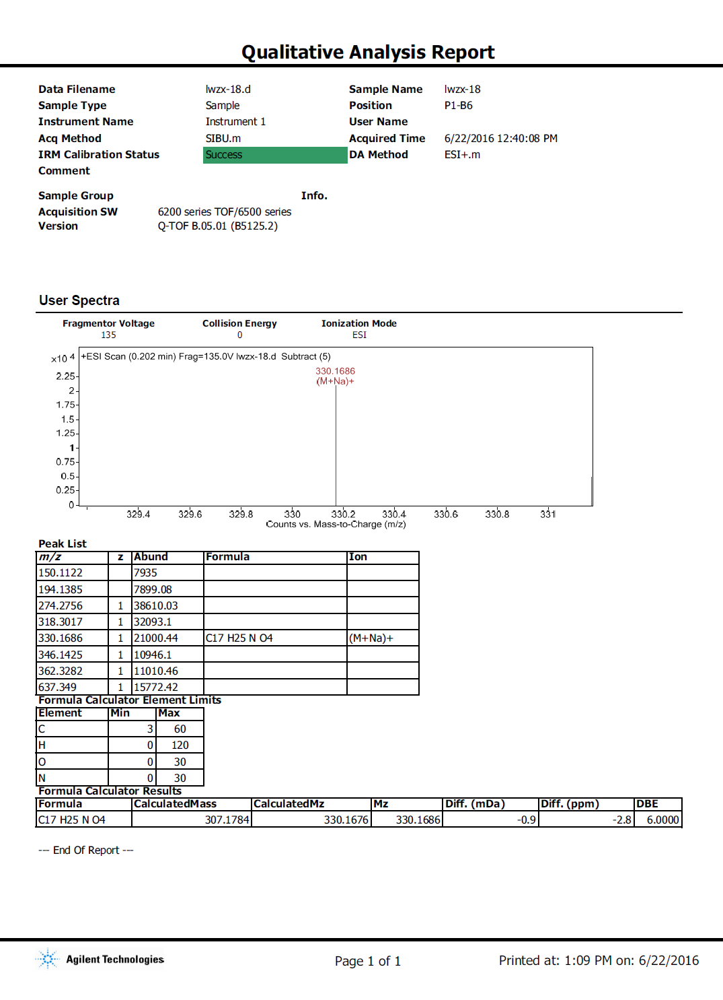 Qualitative Analysis Report
Data Filename lwzx-18.d Sample Name lwzx-18
Sample Type Sample Position P1-B6
Instrument Name Instrument 1 User Name
Acq Method SIBU.m Acquired Time 6/22/2016 12:40:08 PM
IRM Calibration Status Success DA Method ESI+.m
Comment
Sample Group Info.
Acquisition SW 6200 series TOF/6500 series
Version Q-TOF B.05.01 (B5125.2)
User Spectra
Fragmentor Voltage Collision Energy Ionization Mode
135 0 ESI
x10 4 +ESI Scan (0.202 min) Frag=135.0V lwzx-18.d Subtract (5)
330.1686
(M+Na)+
2.25
2
1.75
1.5
1.25
1
0.75
0.5
0.25
0
329.4 329.6 329.8 330 330.2 330.4 330.6 330.8 331
Counts vs. Mass-to-Charge (m/z)
Peak List
m/z z Abund Formula Ion
150.1122 7935
194.1385 7899.08
274.2756 1 38610.03
318.3017 1 32093.1
330.1686 1 21000.44 C17 H25 N O4 (M+Na)+
346.1425 1 10946.1
362.3282 1 11010.46
637.349 1 15772.42
Formula Calculator Element Limits
Element Min Max
C 3 60
H 0 120
O 0 30
N 0 30
Formula Calculator Results
Formula CalculatedMass CalculatedMz Mz Diff. (mDa) Diff. (ppm) DBE
C17 H25 N O4 307.1784 330.1676 330.1686 -0.9 -2.8 6.0000
--- End Of Report ---
Agilent Technologies Page 1 of 1 Printed at: 1:09 PM on: 6/22/2016